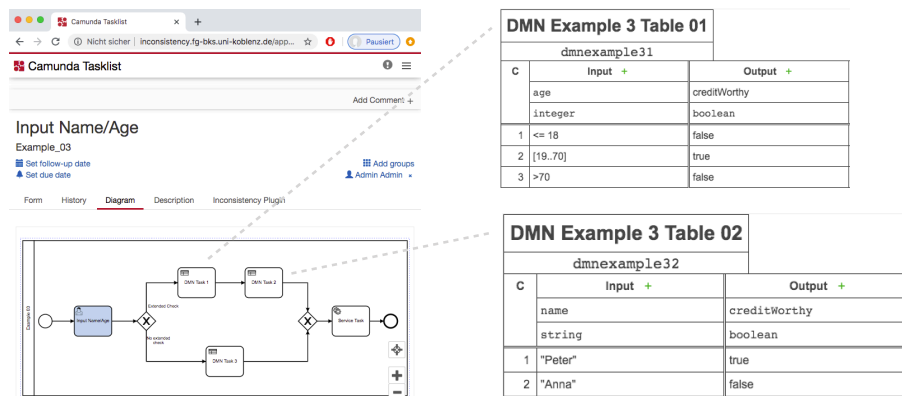 Camunda Tasklist
Nicht sicher | inconsistency.fg-bks.uni-koblenz.de/app...
Pausiert
Camunda Tasklist
Add Comment +
Input Name/Age
Example_03
Set follow-up date
Add groups
Set due date
Admin Admin ×
Form History Diagram Description Inconsistency Plugin
Example 03
Input Name/Age
Extended Check
No extended
check
DMN Task 1
DMN Task 2
DMN Task 3
Service Task
DMN Example 3 Table 01
dmnexample31
C Input + Output +
age creditWorthy
integer boolean
1 <= 18 false
2 [19..70] true
3 >70 false
DMN Example 3 Table 02
dmnexample32
C Input + Output +
name creditWorthy
string boolean
1 "Peter" true
2 "Anna" false